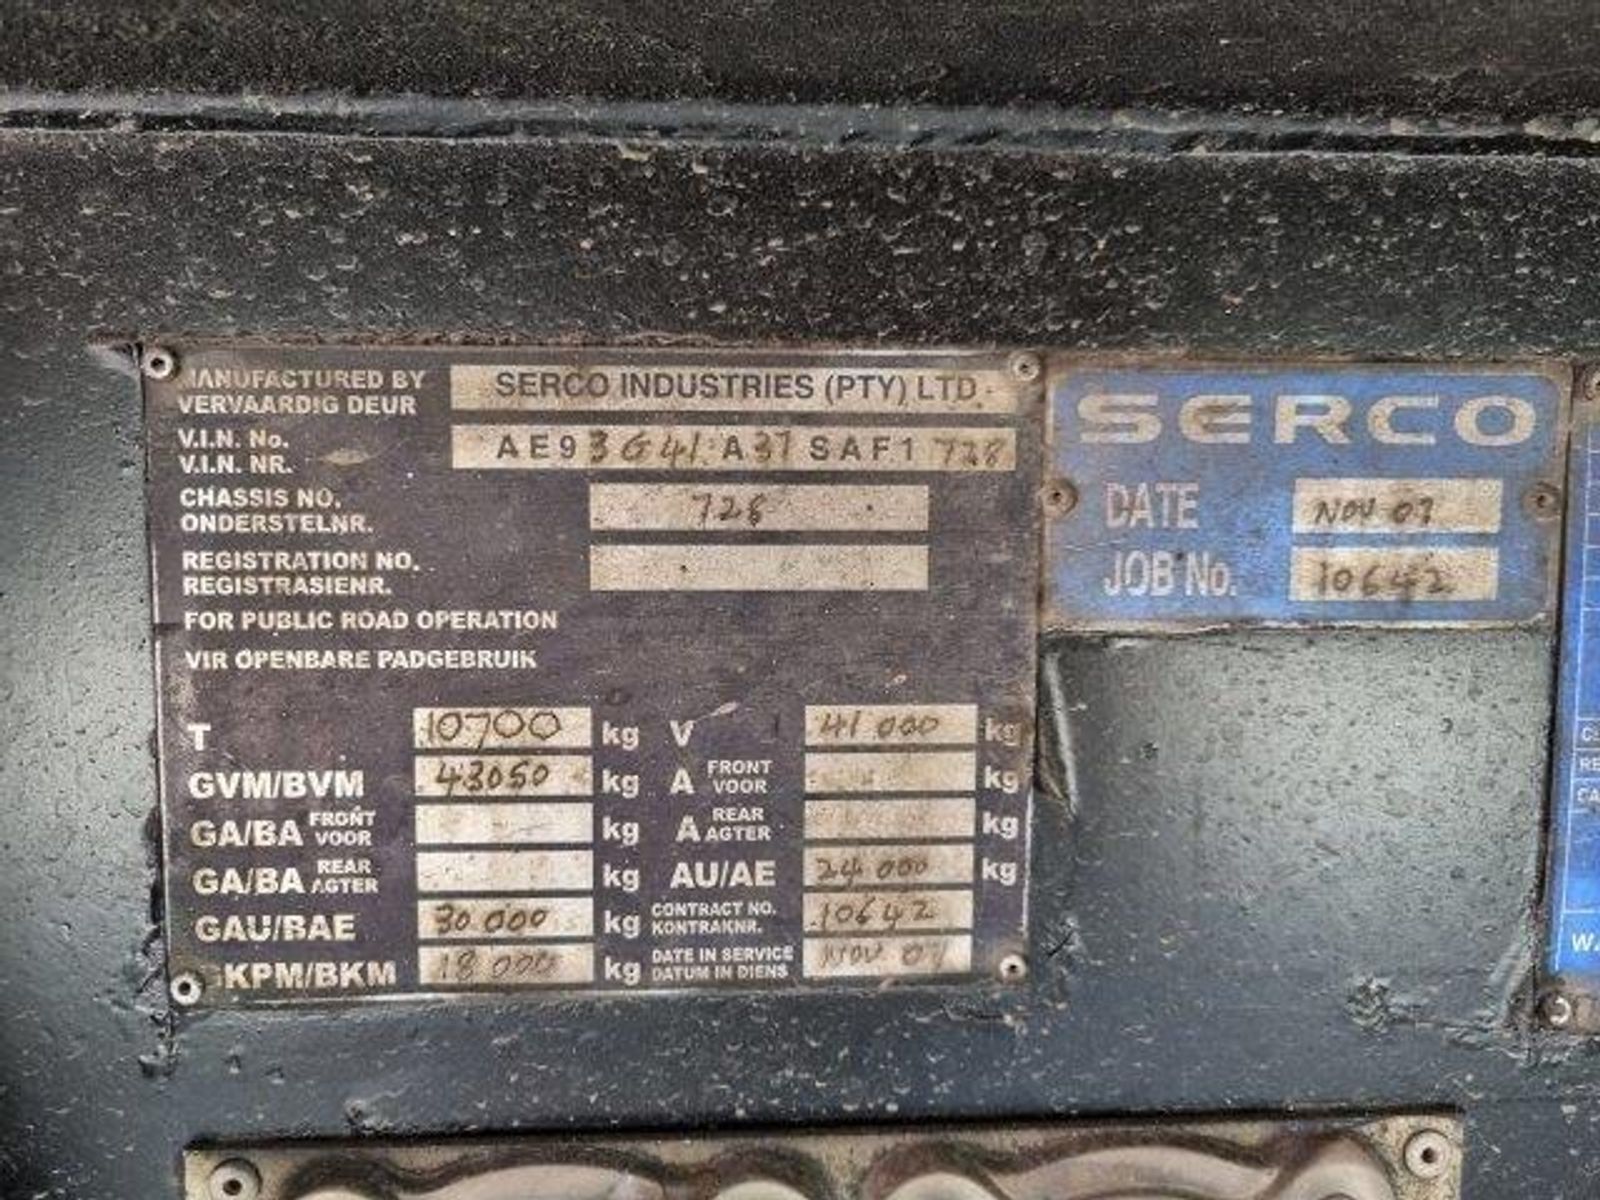 MANUFACTURED BY SERCO INDUSTRIES (PTY) LTD.
VERVAARDIG DEUR
V.I.N. No. AE93G41A37SAF1728
V.I.N. NR.
CHASSIS NO. 728
ONDERSTELNR.
REGISTRATION NO.
REGISTRASIENR.
FOR PUBLIC ROAD OPERATION
VIR OPENBARE PADGEBRUIK
T 10700 kg V 41 000 kg
GVM/BVM 43050 kg A FRONT VOOR kg
GA/BA FRONT VOOR kg A REAR AGTER kg
GA/BA REAR AGTER kg AU/AE 24 000 kg
GAU/BAE 30 000 kg CONTRACT NO. KONTRAKNR. 10642
GKPM/BKM 18 000 kg DATE IN SERVICE DATUM IN DIENS NOV 07
SERCO
DATE NOV 07
JOB No. 10642